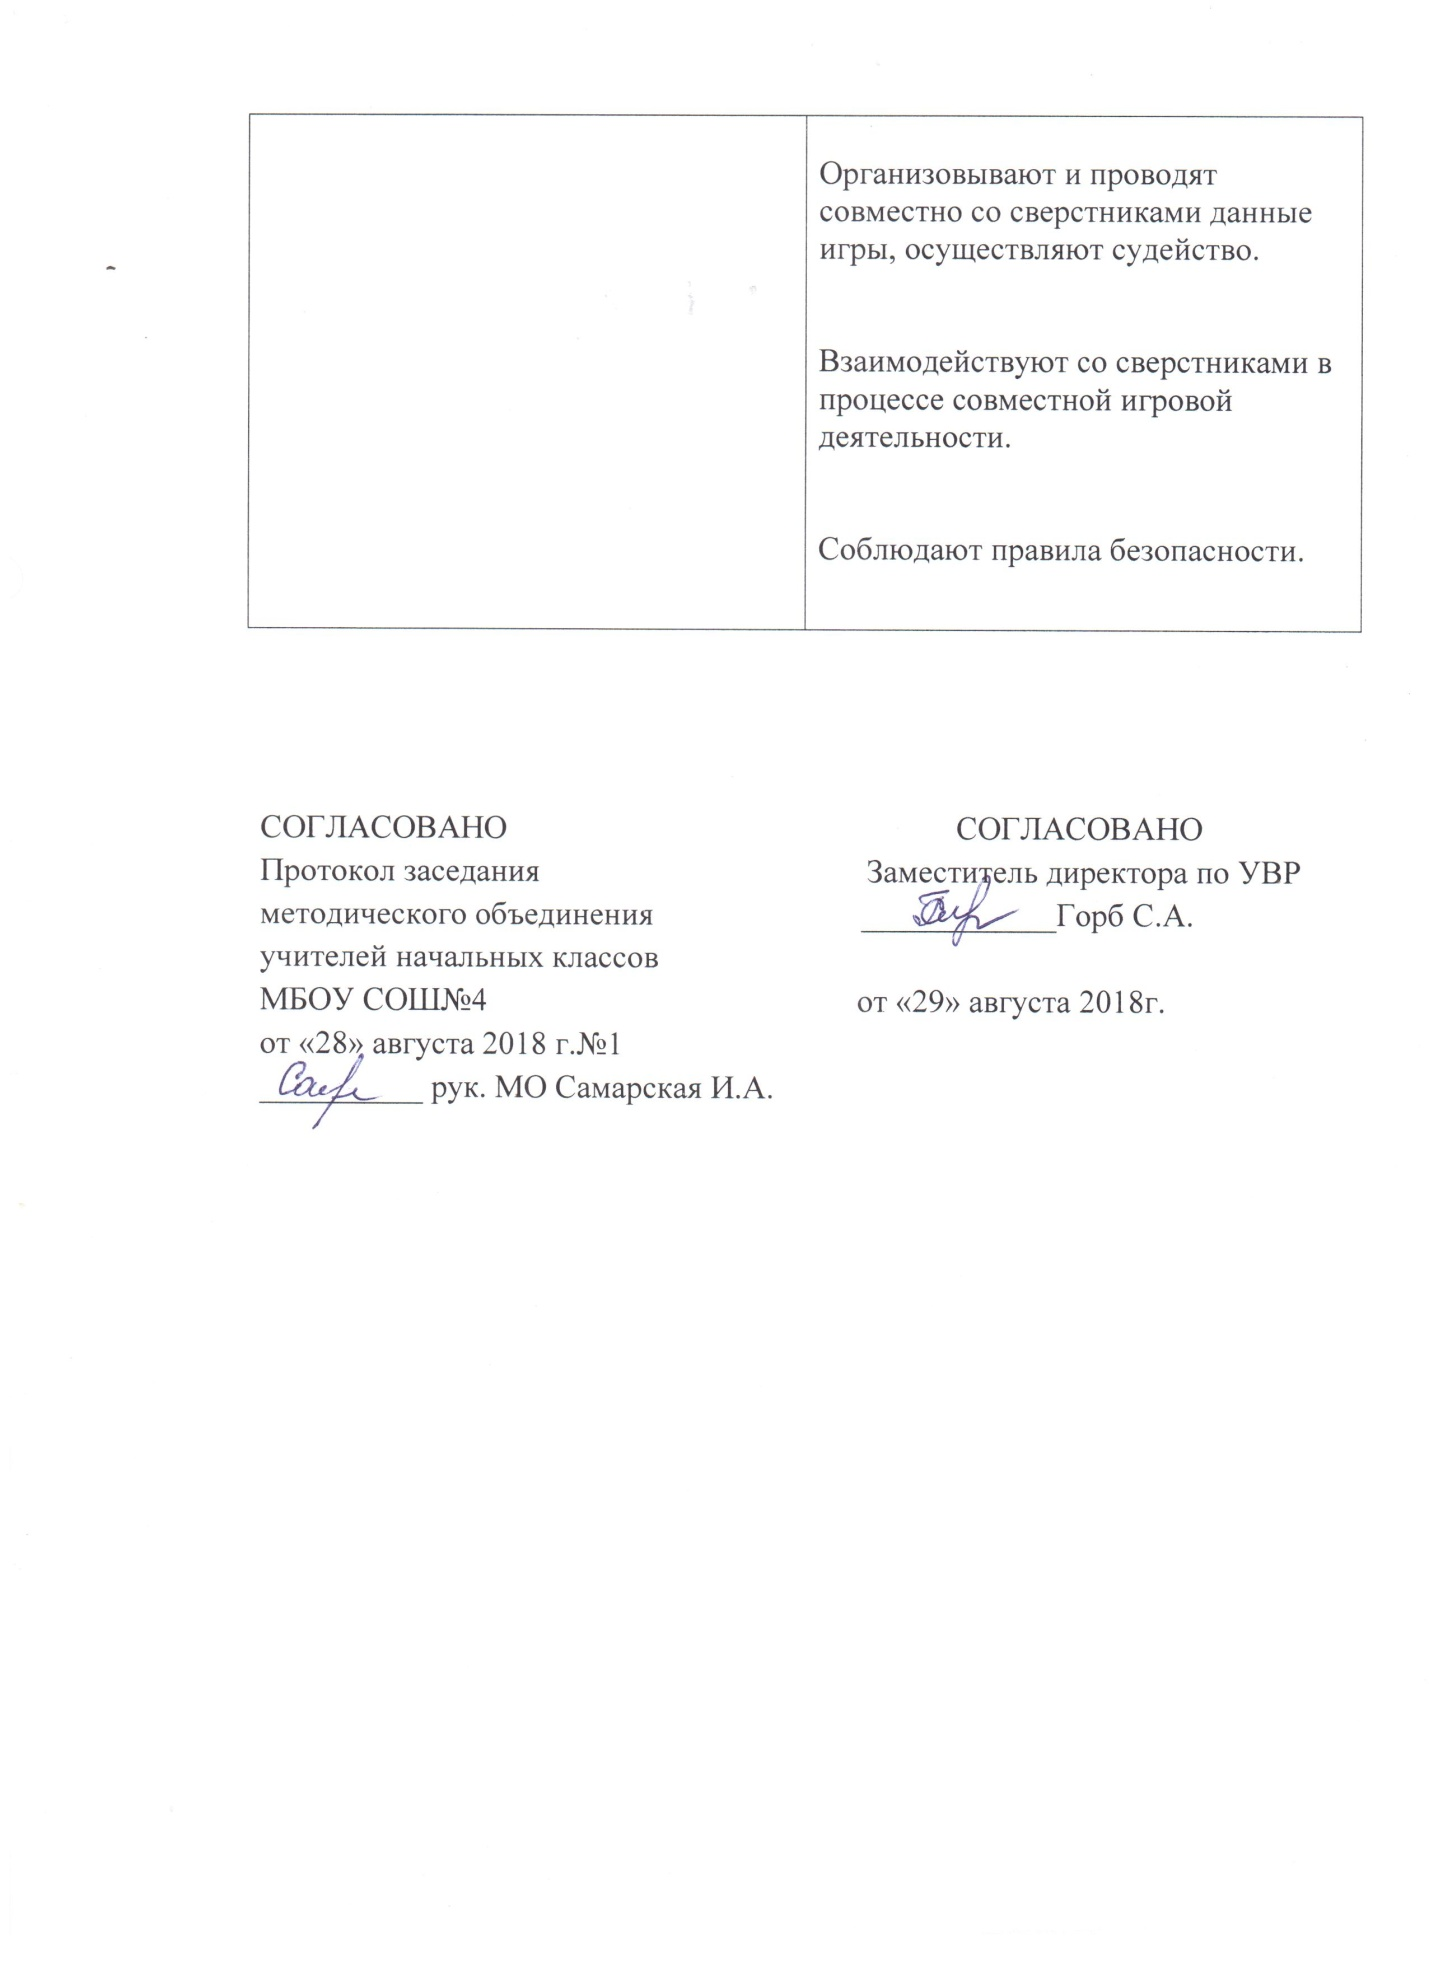 Организовывают и проводят
совместно со сверстниками данные
игры, осуществляют судейство.
Взаимодействуют со сверстниками в
процессе совместной игровой
деятельности.
Соблюдают правила безопасности.
СОГЛАСОВАНО
Протокол заседания
методического объединения
учителей начальных классов
МБОУ СОШ№4
от «28» августа 2018 г.№1
____________ рук. МО Самарская И.А.
СОГЛАСОВАНО
Заместитель директора по УВР
____________Горб С.А.
от «29» августа 2018г.